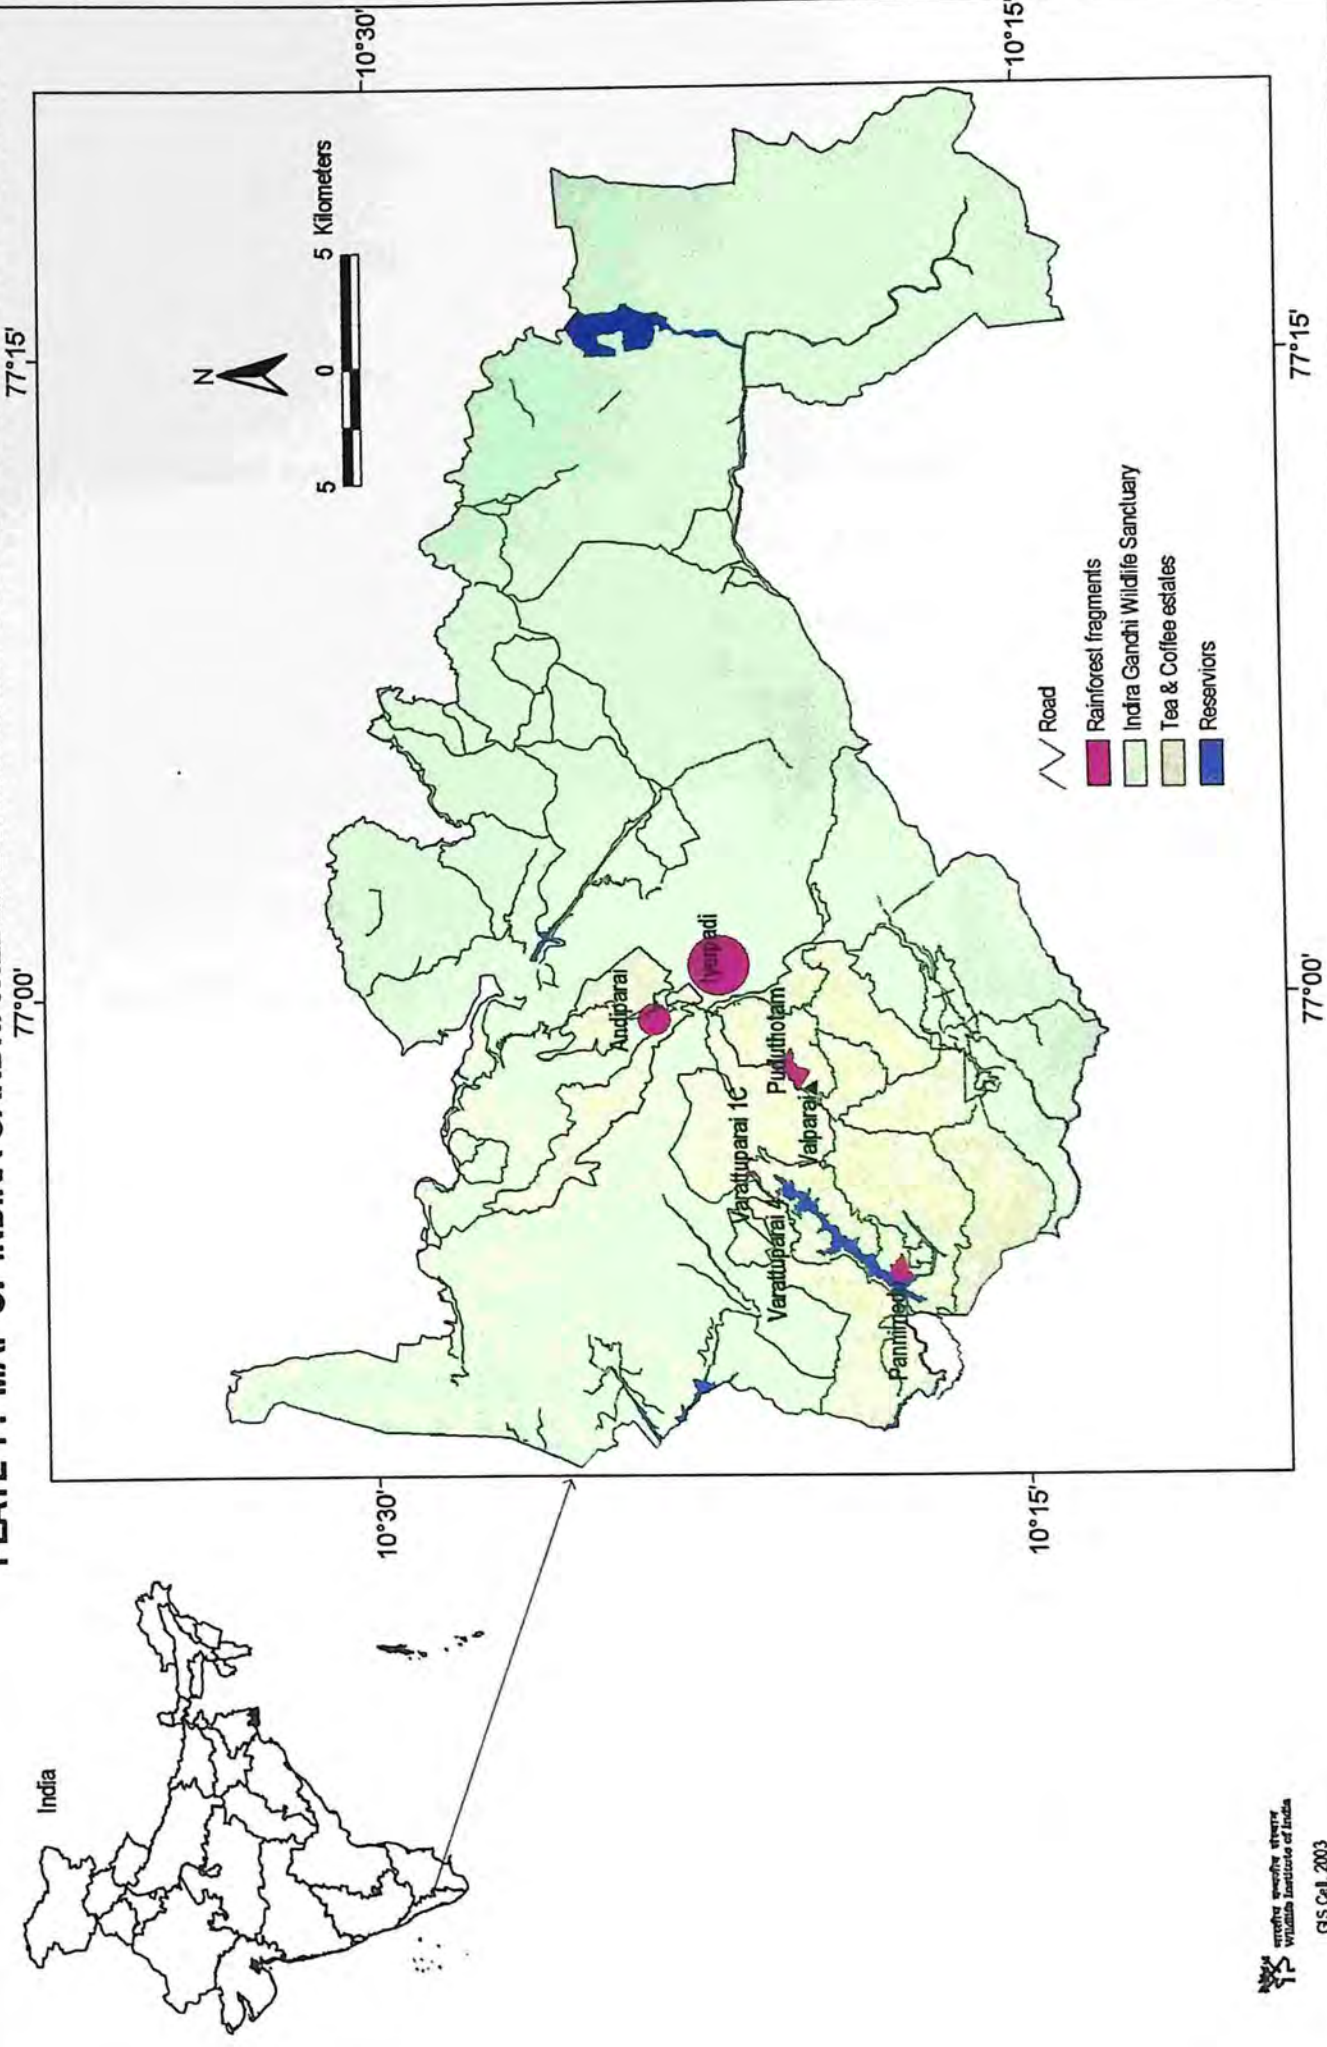 77°00'
77°15'
India
N
5 0 5 Kilometers
10°30'
10°30'
Andiparai
Iyerpadi
Varattuparai 1C
Puduthotam
Varattuparai 4
Valparai
Pannimed
10°15'
10°15'
Road
Rainforest fragments
Indira Gandhi Wildlife Sanctuary
Tea & Coffee estates
Reserviors
77°00'
77°15'
Wildlife Institute of India
GIS Cell, 2003